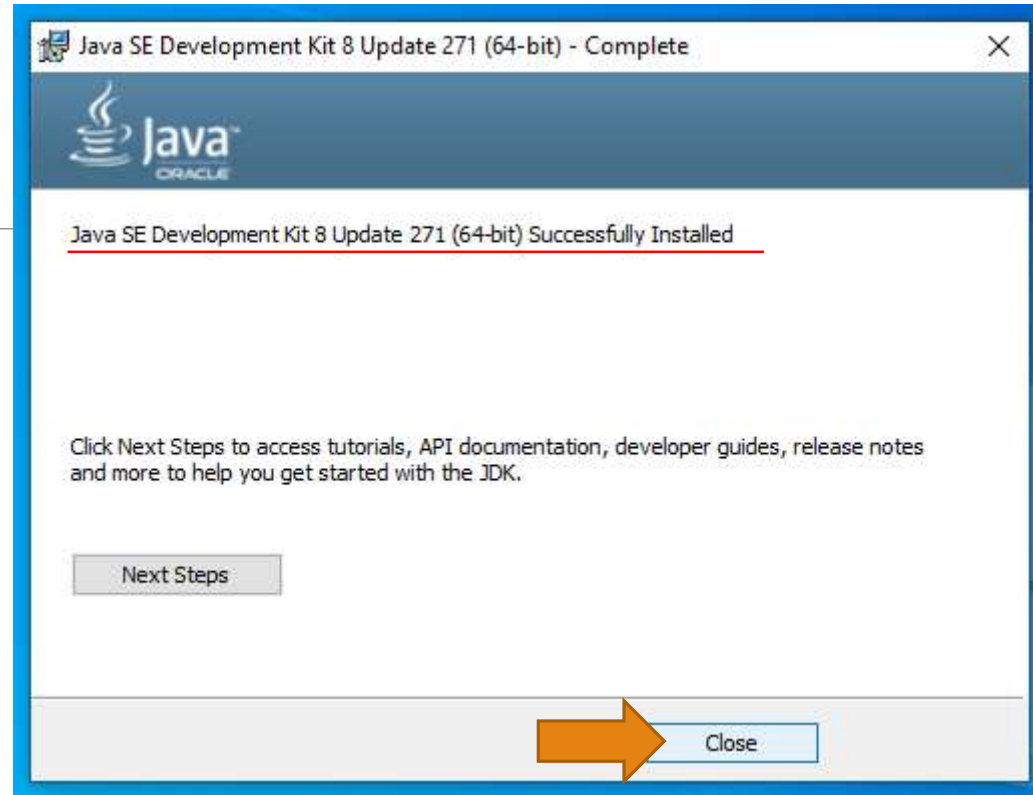 Java SE Development Kit 8 Update 271 (64-bit) - Complete
Java™
ORACLE
Java SE Development Kit 8 Update 271 (64-bit) Successfully Installed
Click Next Steps to access tutorials, API documentation, developer guides, release notes
and more to help you get started with the JDK.
Next Steps
Close